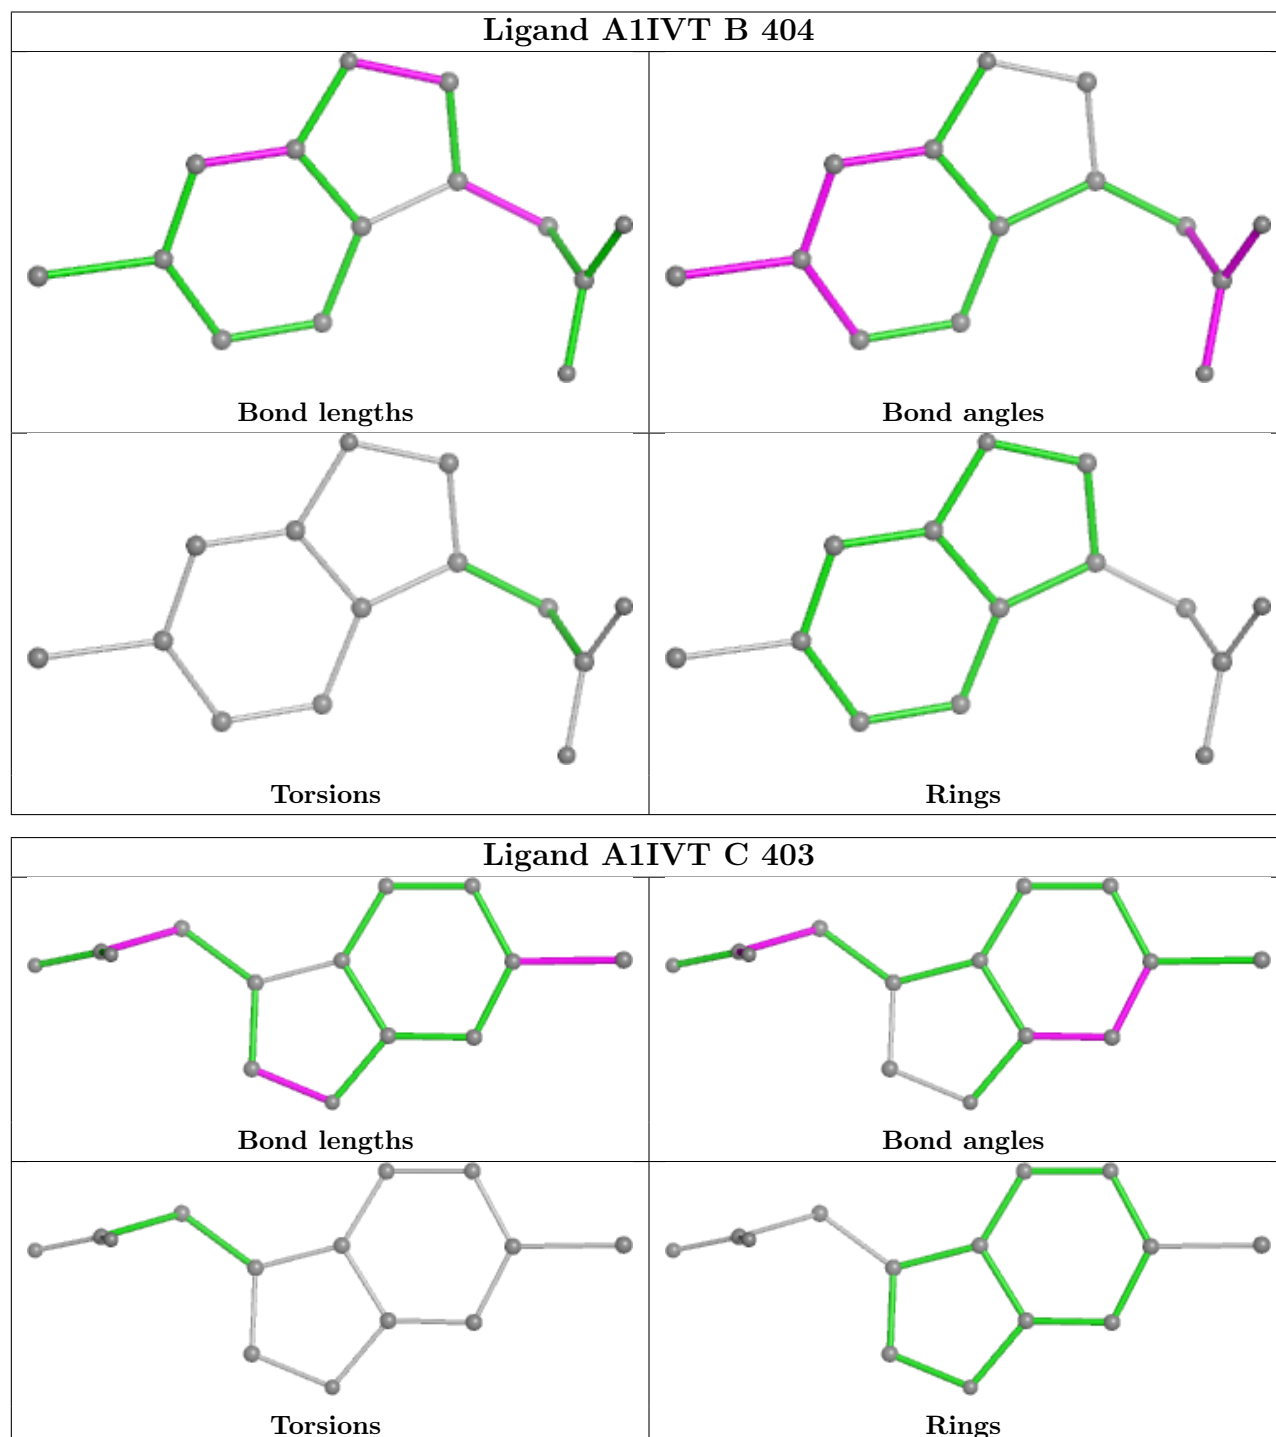 Ligand A1IVT B 404
Bond lengths
Bond angles
Torsions
Rings
Ligand A1IVT C 403
Bond lengths
Bond angles
Torsions
Rings